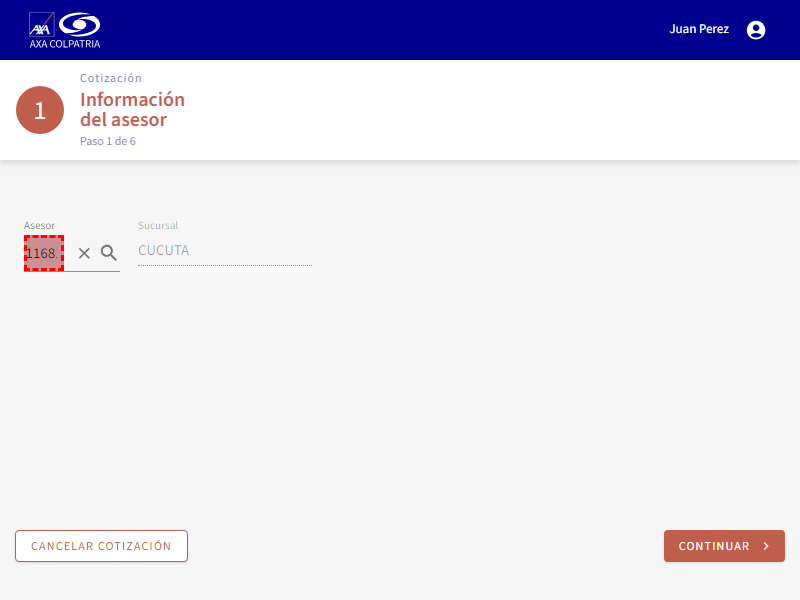 AXA
AXA COLPATRIA
Juan Perez
1
Cotización
Información
del asesor
Paso 1 de 6
Asesor
1168.
Sucursal
CUCUTA
CANCELAR COTIZACIÓN
CONTINUAR